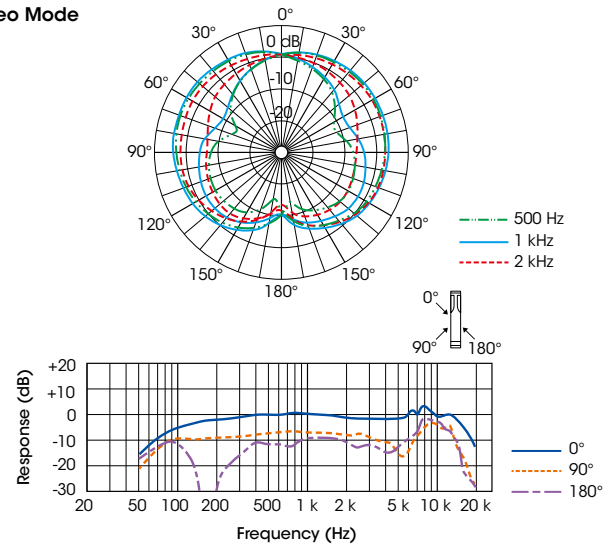 eo Mode
0°
30° 30°
0 dB
60° 60°
-10
-20
90° 90°
120° 120°
500 Hz
1 kHz
2 kHz
150° 150°
180°
0°
90° 180°
Response (dB)
+20
+10
0
-10
-20
-30
20 50 100 200 500 1 k 2 k 5 k 10 k 20 k
Frequency (Hz)
0°
90°
180°